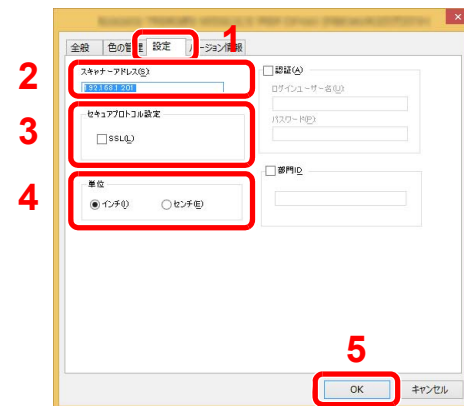 1
全般 色の管理 設定 バージョン情報
2
スキャナーアドレス(S):
192.168.1.201
認証(A)
ログインユーザー名(U):
パスワード(P):
3
セキュアプロトコル設定
SSL(L)
4
単位
インチ(I) センチ(E)
部門ID
5
OK キャンセル